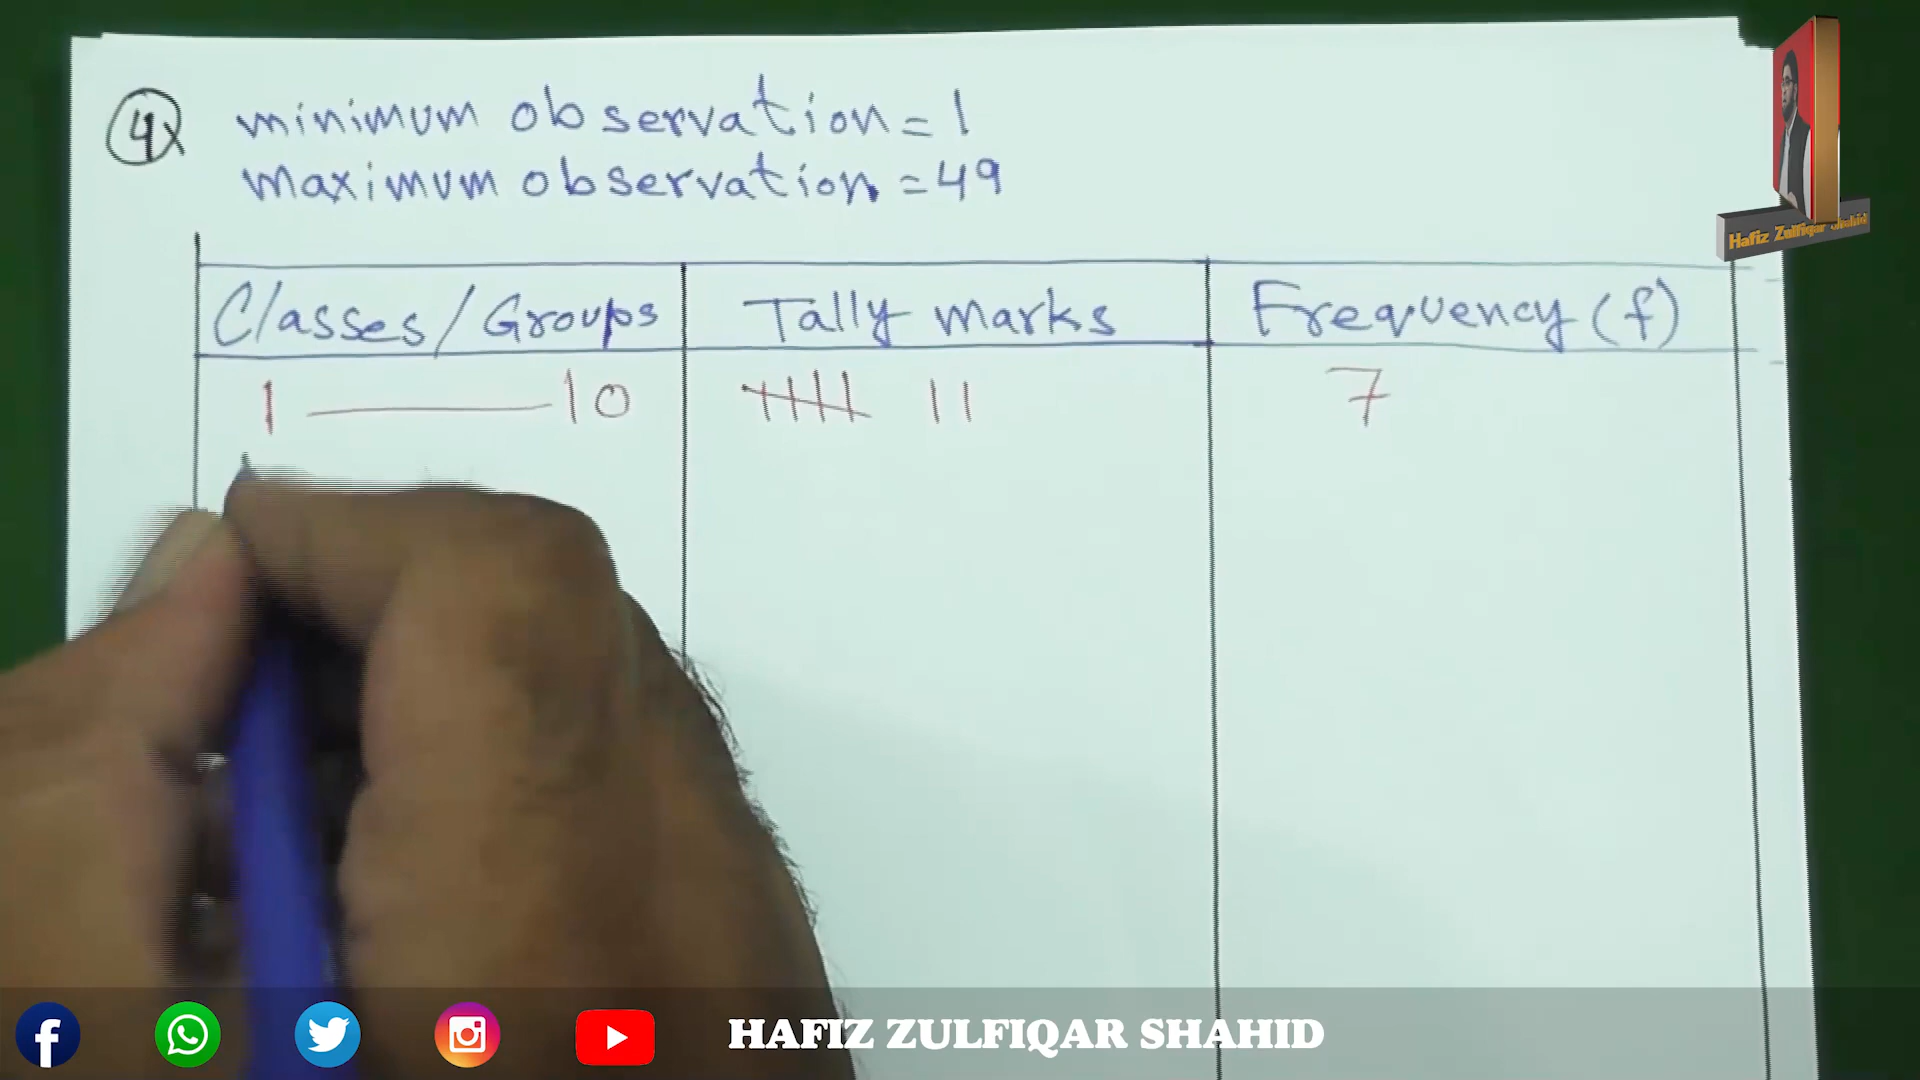 4x minimum observation = 1
maximum observation = 49
Classes/Groups Tally marks Frequency (f)
1 — 10 |||| || 7
Hafiz Zulfiqar Shahid
HAFIZ ZULFIQAR SHAHID